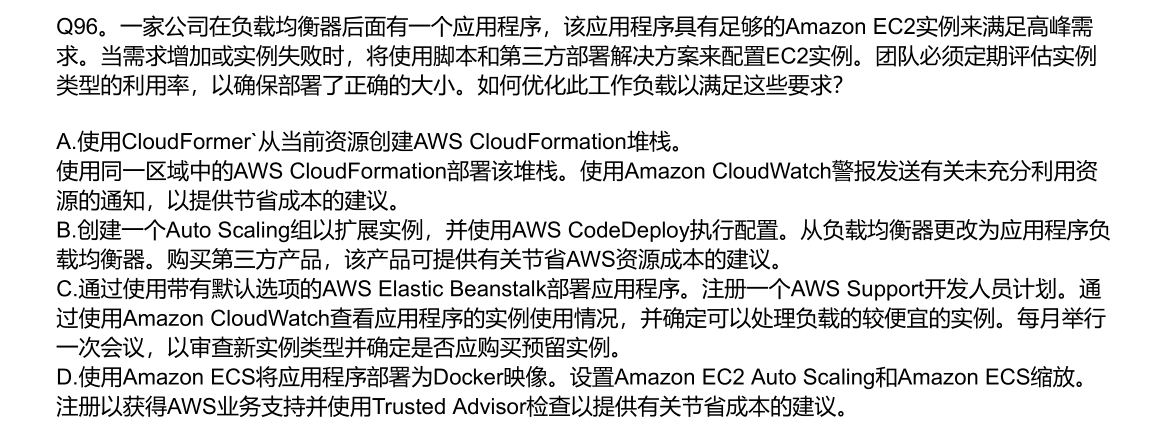 Q96。一家公司在负载均衡器后面有一个应用程序，该应用程序具有足够的Amazon EC2实例来满足高峰需
求。当需求增加或实例失败时，将使用脚本和第三方部署解决方案来配置EC2实例。团队必须定期评估实例
类型的利用率，以确保部署了正确的大小。如何优化此工作负载以满足这些要求？
A.使用CloudFormer`从当前资源创建AWS CloudFormation堆栈。
使用同一区域中的AWS CloudFormation部署该堆栈。使用Amazon CloudWatch警报发送有关未充分利用资
源的通知，以提供节省成本的建议。
B.创建一个Auto Scaling组以扩展实例，并使用AWS CodeDeploy执行配置。从负载均衡器更改为应用程序负
载均衡器。购买第三方产品，该产品可提供有关节省AWS资源成本的建议。
C.通过使用带有默认选项的AWS Elastic Beanstalk部署应用程序。注册一个AWS Support开发人员计划。通
过使用Amazon CloudWatch查看应用程序的实例使用情况，并确定可以处理负载的较便宜的实例。每月举行
一次会议，以审查新实例类型并确定是否应购买预留实例。
D.使用Amazon ECS将应用程序部署为Docker映像。设置Amazon EC2 Auto Scaling和Amazon ECS缩放。
注册以获得AWS业务支持并使用Trusted Advisor检查以提供有关节省成本的建议。